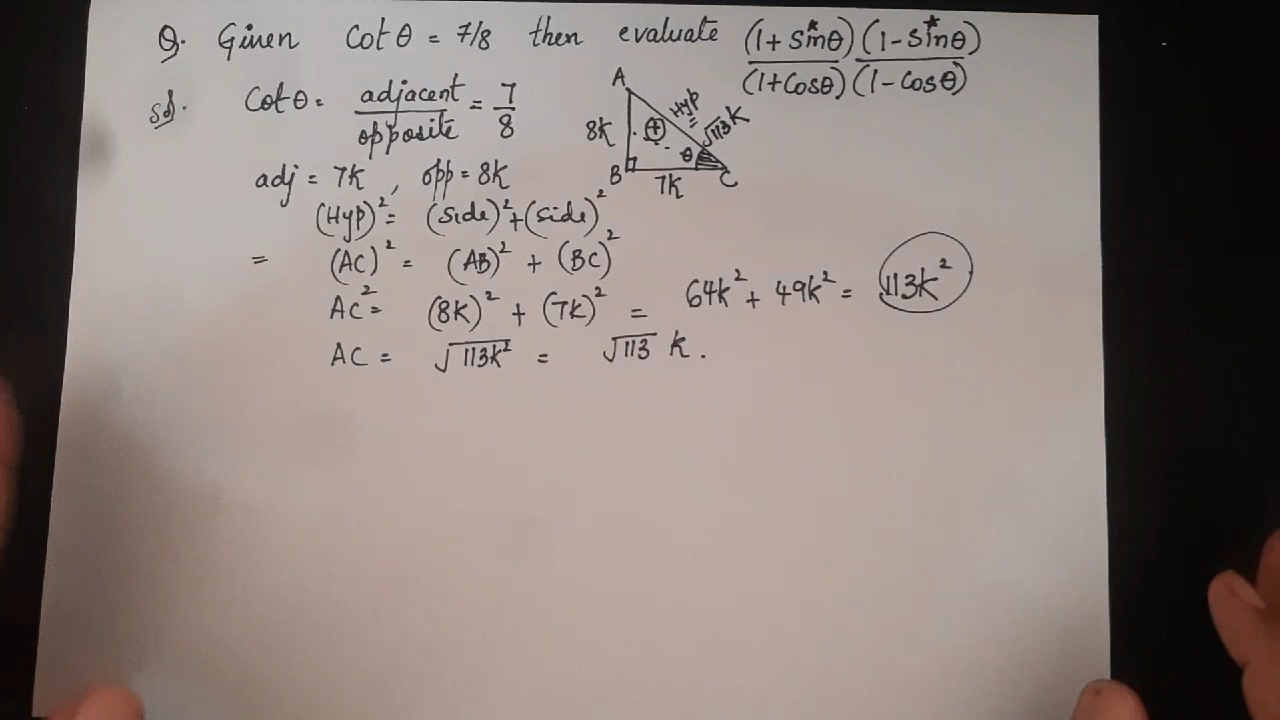 Q. Given Cotθ = 7/8 then evaluate (1+Sinθ)(1-Sinθ)
(1+Cosθ)(1-Cosθ)
Sol. Cotθ = adjacent/opposite = 7/8
A
Hyp
8k
√113 k
θ
B
7k
C
adj = 7k, opp = 8k
(Hyp)² = (Side)² + (Side)²
= (AC)² = (AB)² + (BC)²
AC² = (8k)² + (7k)² = 64k² + 49k² = 113k²
AC = √113k² = √113 k.